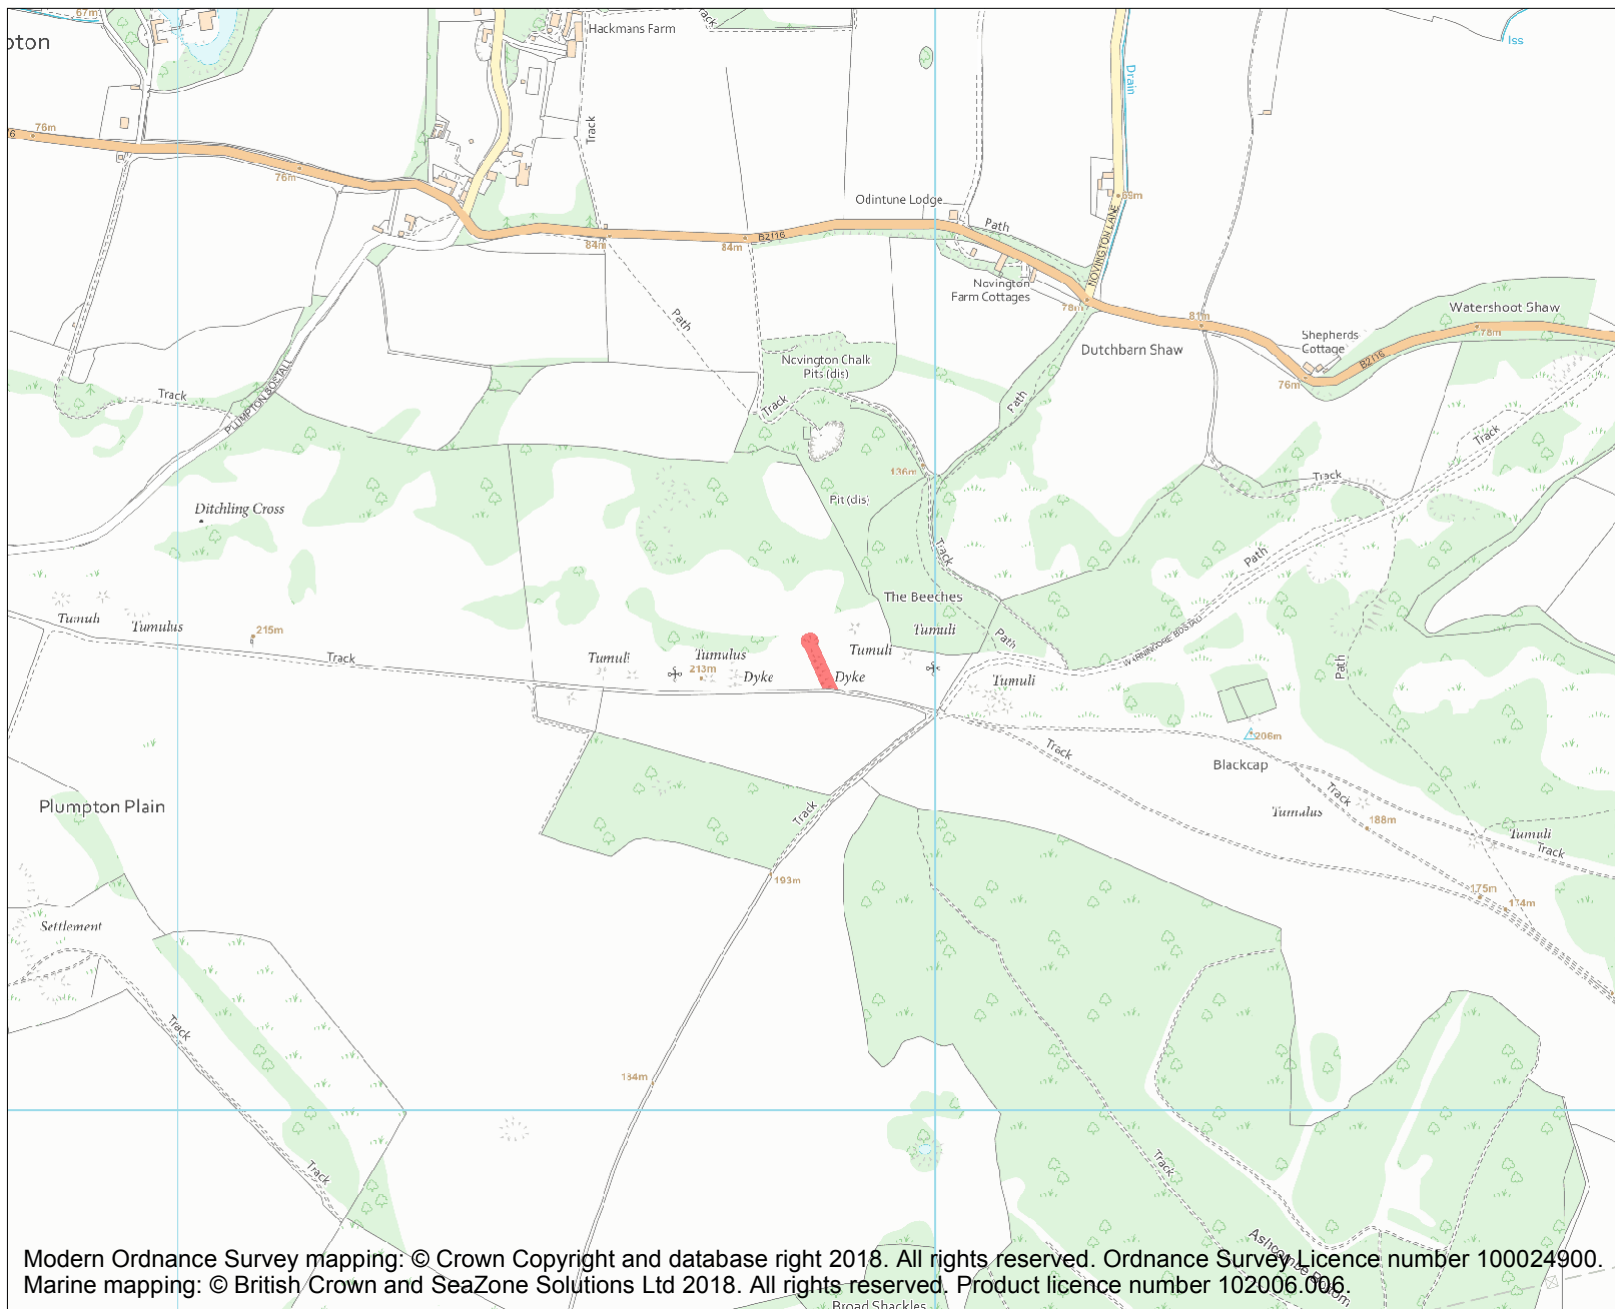 67m
pton
Hackmans Farm
Track
Iss
Drain
76m
76m
Track
Odintune Lodge
Path
84m
84m
B2116
69m
NOVINGTON LANE
Novington
Farm Cottages
78m
81m
Watershoot Shaw
78m
Shepherds
Cottage
Dutchbarn Shaw
76m
B2116
Path
Novington Chalk
Pits (dis)
Track
PLUMPTON BOSTALL
Track
Path
Track
136m
Track
Pit (dis)
Ditchling Cross
Track
Path
The Beeches
Tumuli
Tumulus
215m
Tumuli
Path
WARNINGORE BOSTALL
Track
Tumuli
Tumulus
213m
Dyke
Tumuli
Dyke
Tumuli
Path
206m
Track
Blackcap
Plumpton Plain
Track
Tumulus
Track
188m
Tumuli
Track
193m
175m
174m
Settlement
Track
184m
Track
Track
Ashcombe Bottom
Modern Ordnance Survey mapping: © Crown Copyright and database right 2018. All rights reserved. Ordnance Survey Licence number 100024900.
Marine mapping: © British Crown and SeaZone Solutions Ltd 2018. All rights reserved. Product licence number 102006.006.
Broad Shackles